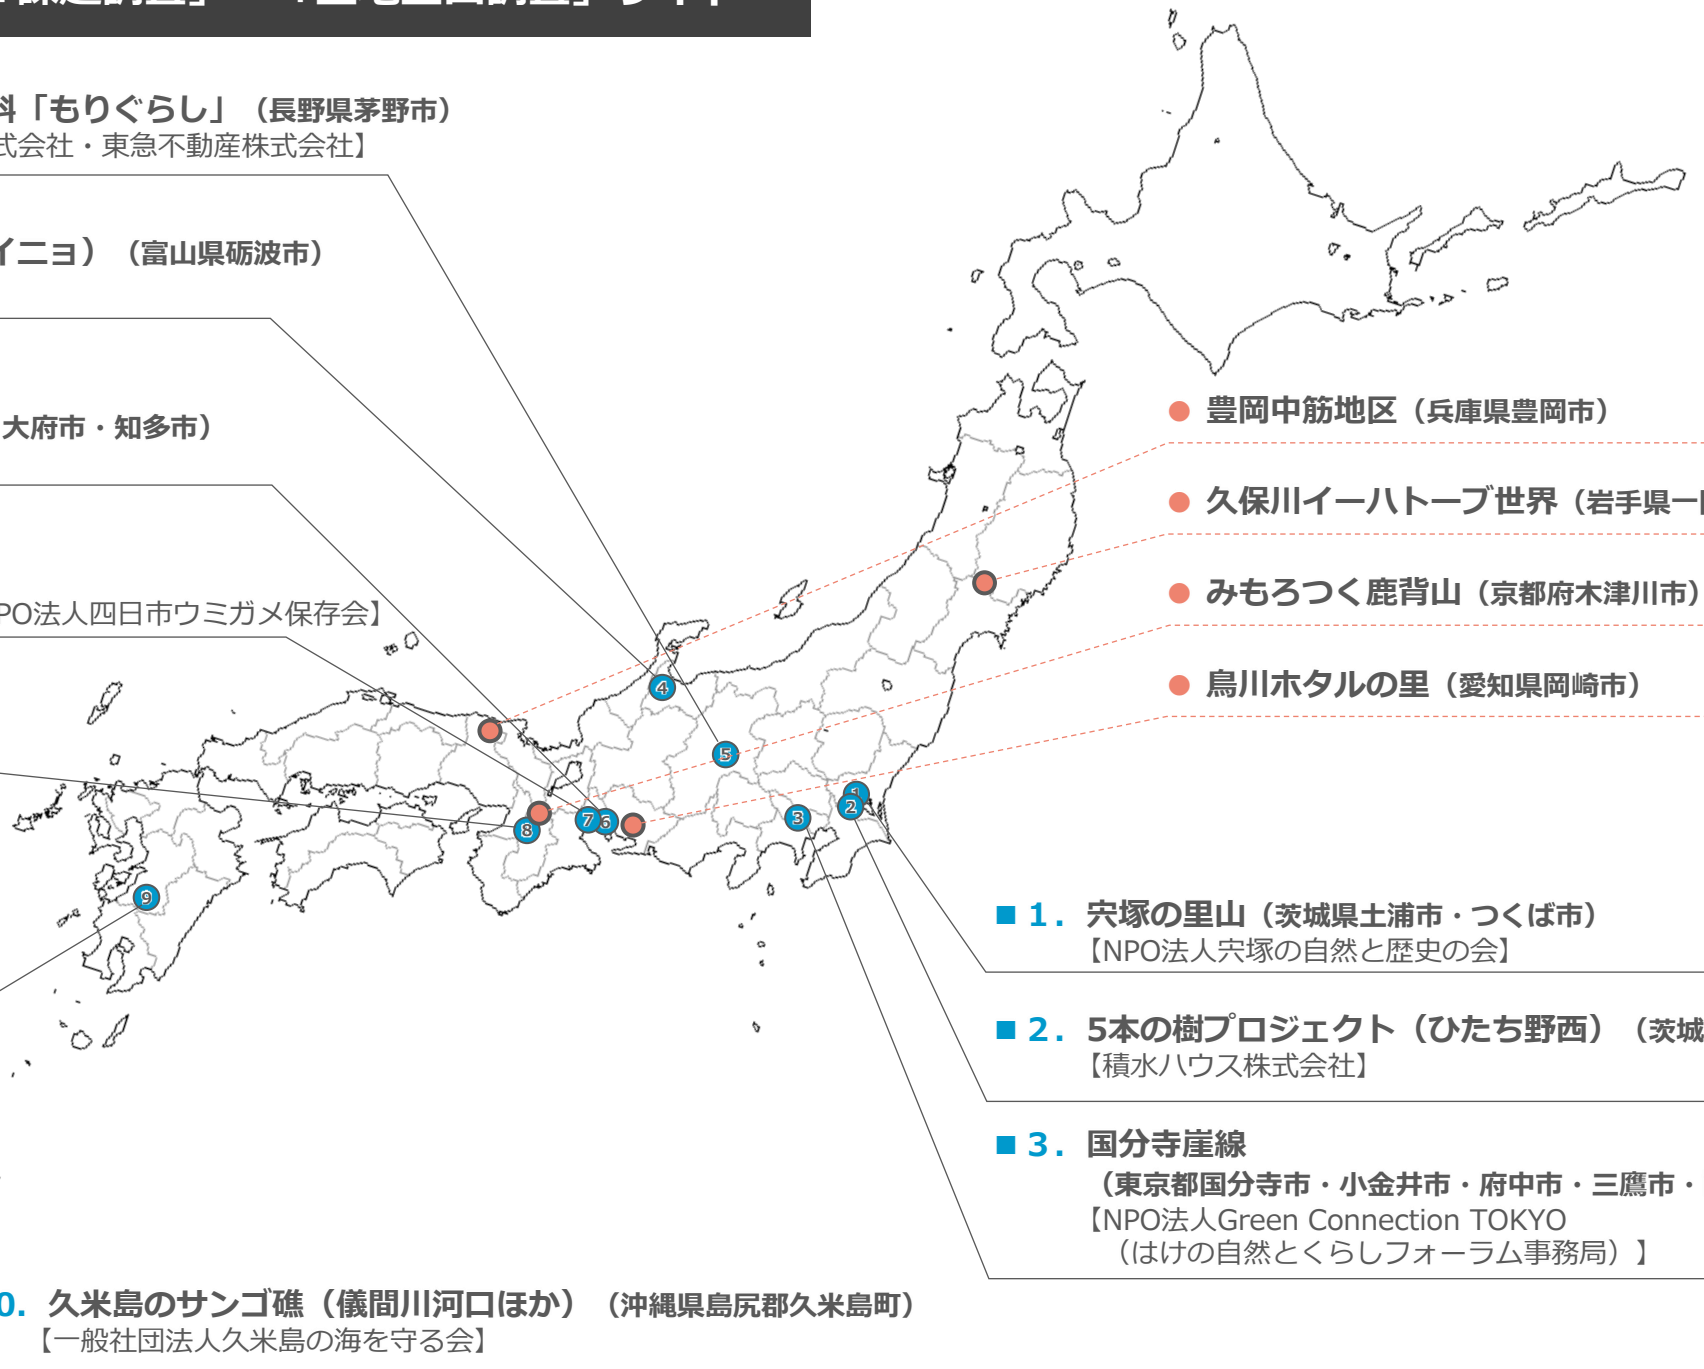 科「もりぐらし」（長野県茅野市）
式会社・東急不動産株式会社】
イニョ）（富山県砺波市）
大府市・知多市）
PO法人四日市ウミガメ保存会】
● 豊岡中筋地区（兵庫県豊岡市）
● 久保川イーハトーブ世界（岩手県一
● みもろつく鹿背山（京都府木津川市）
● 鳥川ホタルの里（愛知県岡崎市）
4
5
1
2
3
7
6
8
9
■ 1．宍塚の里山（茨城県土浦市・つくば市）
【NPO法人宍塚の自然と歴史の会】
■ 2．5本の樹プロジェクト（ひたち野西）（茨城
【積水ハウス株式会社】
■ 3．国分寺崖線
（東京都国分寺市・小金井市・府中市・三鷹市・
【NPO法人Green Connection TOKYO
（はけの自然とくらしフォーラム事務局）】
0．久米島のサンゴ礁（儀間川河口ほか）（沖縄県島尻郡久米島町）
【一般社団法人久米島の海を守る会】